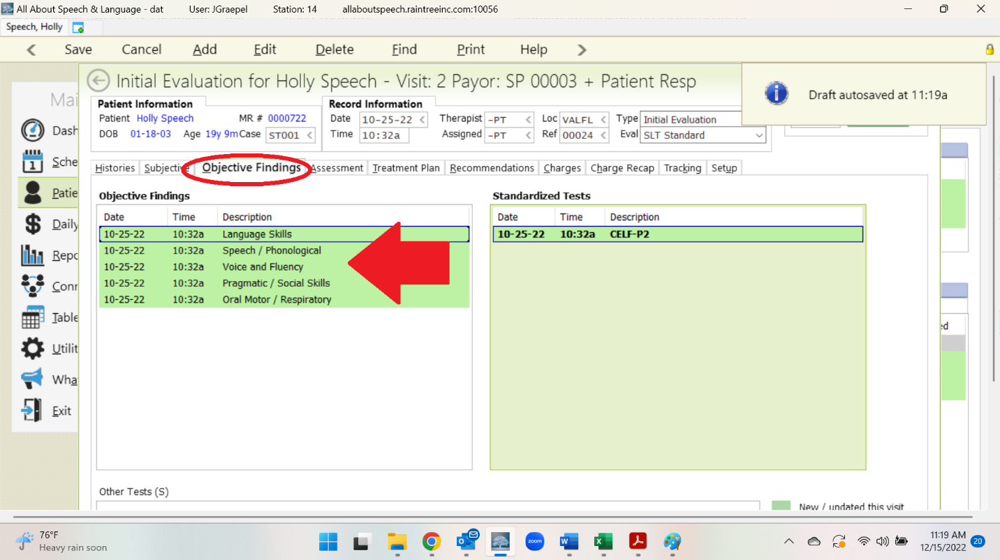 All About Speech & Language - dat User: JGraepel Station: 14 allaboutspeech.raintreeinc.com:10056
Speech, Holly
Save Cancel Add Edit Delete Find Print Help
Initial Evaluation for Holly Speech - Visit: 2 Payor: SP 00003 + Patient Resp
Draft autosaved at 11:19a
Patient Information Record Information
Patient Holly Speech MR # 0000722 Date 10-25-22 Therapist -PT Loc VALFL Type Initial Evaluation
DOB 01-18-03 Age 19y 9m Case ST001 Time 10:32a Assigned -PT Ref 00024 Eval SLT Standard
Histories Subjective Objective Findings Assessment Treatment Plan Recommendations Charges Charge Recap Tracking Setup
Mai
Dash
Sche
Patie
Daily
Repo
Conn
Table
Utilit
Wha
Exit
Objective Findings
Date Time Description
10-25-22 10:32a Language Skills
10-25-22 10:32a Speech / Phonological
10-25-22 10:32a Voice and Fluency
10-25-22 10:32a Pragmatic / Social Skills
10-25-22 10:32a Oral Motor / Respiratory
Standardized Tests
Date Time Description
10-25-22 10:32a CELF-P2
ed
Other Tests (S)
New / updated this visit
1
zoom
76°F
Heavy rain soon
11:19 AM
12/15/2022
20